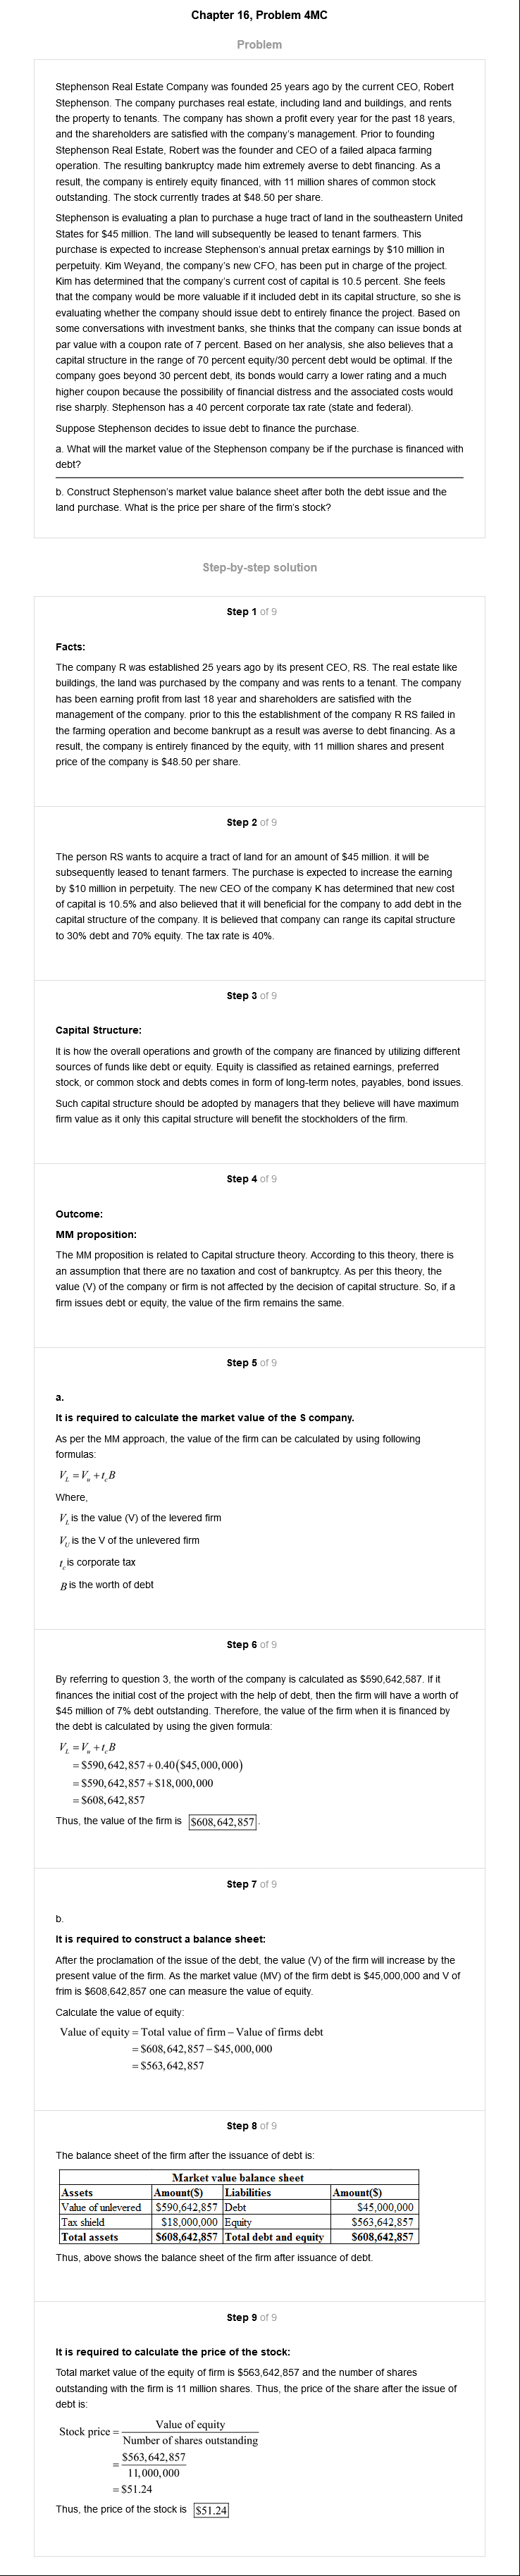 Chapter 16, Problem 4MC
Problem
Stephenson Real Estate Company was founded 25 years ago by the current CEO, Robert
Stephenson. The company purchases real estate, including land and buildings, and rents
the property to tenants. The company has shown a profit every year for the past 18 years,
and the shareholders are satisfied with the company's management. Prior to founding
Stephenson Real Estate, Robert was the founder and CEO of a failed alpaca farming
operation. The resulting bankruptcy made him extremely averse to debt financing. As a
result, the company is entirely equity financed, with 11 million shares of common stock
outstanding. The stock currently trades at $48.50 per share.
Stephenson is evaluating a plan to purchase a huge tract of land in the southeastern United
States for $45 million. The land will subsequently be leased to tenant farmers. This
purchase is expected to increase Stephenson's annual pretax earnings by $10 million in
perpetuity. Kim Weyand, the company's new CFO, has been put in charge of the project.
Kim has determined that the company's current cost of capital is 10.5 percent. She feels
that the company would be more valuable if it included debt in its capital structure, so she is
evaluating whether the company should issue debt to entirely finance the project. Based on
some conversations with investment banks, she thinks that the company can issue bonds at
par value with a coupon rate of 7 percent. Based on her analysis, she also believes that a
capital structure in the range of 70 percent equity/30 percent debt would be optimal. If the
company goes beyond 30 percent debt, its bonds would carry a lower rating and a much
higher coupon because the possibility of financial distress and the associated costs would
rise sharply. Stephenson has a 40 percent corporate tax rate (state and federal).
Suppose Stephenson decides to issue debt to finance the purchase.
a. What will the market value of the Stephenson company be if the purchase is financed with
debt?
b. Construct Stephenson's market value balance sheet after both the debt issue and the
land purchase. What is the price per share of the firm's stock?
Step-by-step solution
Step 1 of 9
Facts:
The company R was established 25 years ago by its present CEO, RS. The real estate like
buildings, the land was purchased by the company and was rents to a tenant. The company
has been earning profit from last 18 year and shareholders are satisfied with the
management of the company. prior to this the establishment of the company R RS failed in
the farming operation and become bankrupt as a result was averse to debt financing. As a
result, the company is entirely financed by the equity, with 11 million shares and present
price of the company is $48.50 per share.
Step 2 of 9
The person RS wants to acquire a tract of land for an amount of $45 million. it will be
subsequently leased to tenant farmers. The purchase is expected to increase the earning
by $10 million in perpetuity. The new CEO of the company K has determined that new cost
of capital is 10.5% and also believed that it will beneficial for the company to add debt in the
capital structure of the company. It is believed that company can range its capital structure
to 30% debt and 70% equity. The tax rate is 40%.
Step 3 of 9
Capital Structure:
It is how the overall operations and growth of the company are financed by utilizing different
sources of funds like debt or equity. Equity is classified as retained earnings, preferred
stock, or common stock and debts comes in form of long-term notes, payables, bond issues.
Such capital structure should be adopted by managers that they believe will have maximum
firm value as it only this capital structure will benefit the stockholders of the firm.
Step 4 of 9
Outcome:
MM proposition:
The MM proposition is related to Capital structure theory. According to this theory, there is
an assumption that there are no taxation and cost of bankruptcy. As per this theory, the
value (V) of the company or firm is not affected by the decision of capital structure. So, if a
firm issues debt or equity, the value of the firm remains the same.
Step 5 of 9
a.
It is required to calculate the market value of the S company.
As per the MM approach, the value of the firm can be calculated by using following
formulas:
V_L = V_u + t_c B
Where,
V_L is the value (V) of the levered firm
V_U is the V of the unlevered firm
t_c is corporate tax
B is the worth of debt
Step 6 of 9
By referring to question 3, the worth of the company is calculated as $590,642,587. If it
finances the initial cost of the project with the help of debt, then the firm will have a worth of
$45 million of 7% debt outstanding. Therefore, the value of the firm when it is financed by
the debt is calculated by using the given formula:
V_L = V_u + t_c B
= $590,642,857 + 0.40($45,000,000)
= $590,642,857 + $18,000,000
= $608,642,857
Thus, the value of the firm is $608,642,857.
Step 7 of 9
b.
It is required to construct a balance sheet:
After the proclamation of the issue of the debt, the value (V) of the firm will increase by the
present value of the firm. As the market value (MV) of the firm debt is $45,000,000 and V of
frim is $608,642,857 one can measure the value of equity.
Calculate the value of equity:
Value of equity = Total value of firm – Value of firms debt
= $608,642,857 – $45,000,000
= $563,642,857
Step 8 of 9
The balance sheet of the firm after the issuance of debt is:
Market value balance sheet
Assets Amount($) Liabilities Amount($)
Value of unlevered $590,642,857 Debt $45,000,000
Tax shield $18,000,000 Equity $563,642,857
Total assets $608,642,857 Total debt and equity $608,642,857
Thus, above shows the balance sheet of the firm after issuance of debt.
Step 9 of 9
It is required to calculate the price of the stock:
Total market value of the equity of firm is $563,642,857 and the number of shares
outstanding with the firm is 11 million shares. Thus, the price of the share after the issue of
debt is:
Stock price = Value of equity
Number of shares outstanding
= $563,642,857
11,000,000
= $51.24
Thus, the price of the stock is $51.24